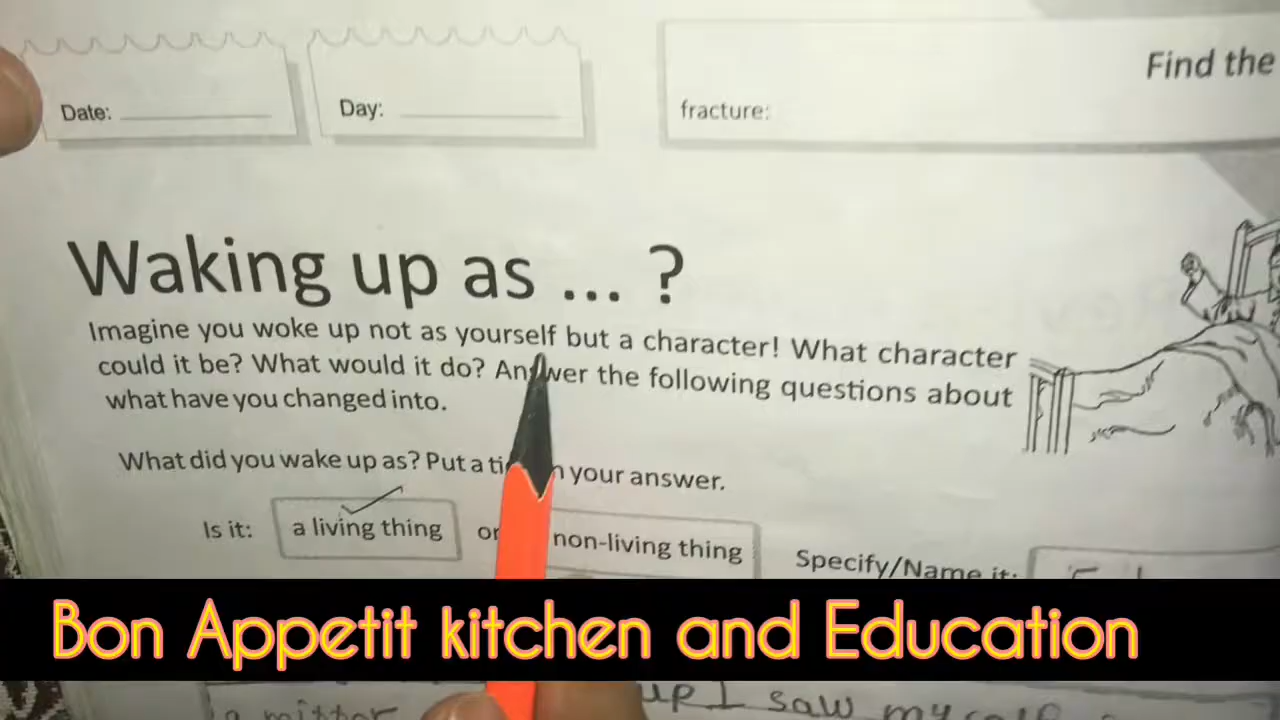 Find the
Date:
Day:
fracture:
Waking up as ... ?
Imagine you woke up not as yourself but a character! What character
could it be? What would it do? Answer the following questions about
what have you changed into.
What did you wake up as? Put a your answer.
Is it:
a living thing
or
non-living thing
Specify/Name it:
Bon Appetit kitchen and Education
up I saw myself
a mirror